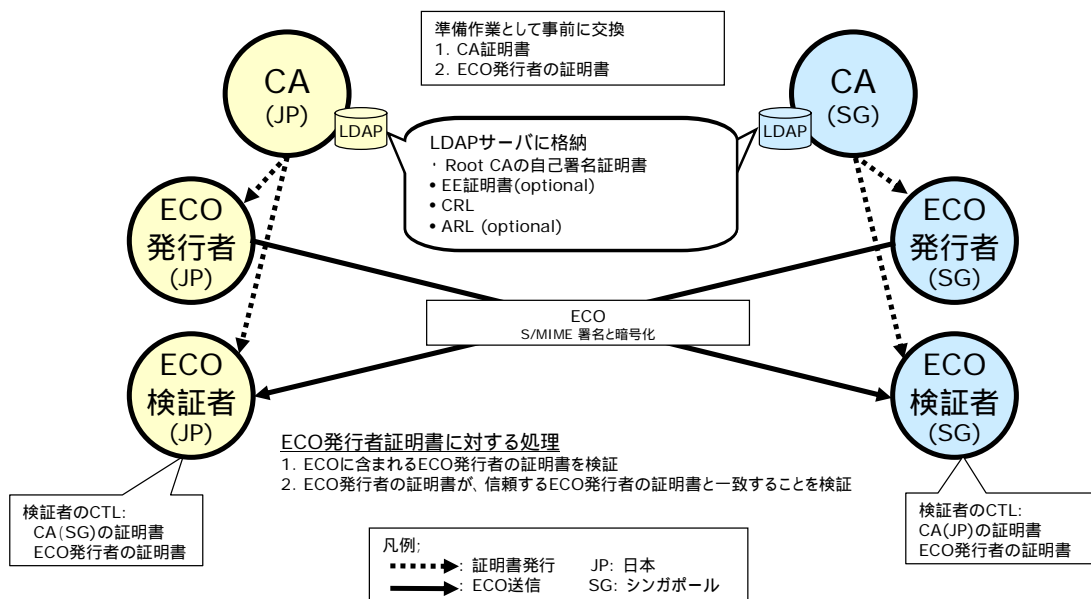 準備作業として事前に交換
1. CA証明書
2. ECO発行者の証明書
CA
(JP)
LDAP
CA
(SG)
LDAP
LDAPサーバに格納
· Root CAの自己署名証明書
• EE証明書(optional)
• CRL
• ARL (optional)
ECO
発行者
(JP)
ECO
発行者
(SG)
ECO
S/MIME 署名と暗号化
ECO
検証者
(JP)
ECO
検証者
(SG)
ECO発行者証明書に対する処理
1. ECOに含まれるECO発行者の証明書を検証
2. ECO発行者の証明書が、信頼するECO発行者の証明書と一致することを検証
検証者のCTL:
CA(SG)の証明書
ECO発行者の証明書
検証者のCTL:
CA(JP)の証明書
ECO発行者の証明書
凡例;
: 証明書発行 JP: 日本
: ECO送信 SG: シンガポール